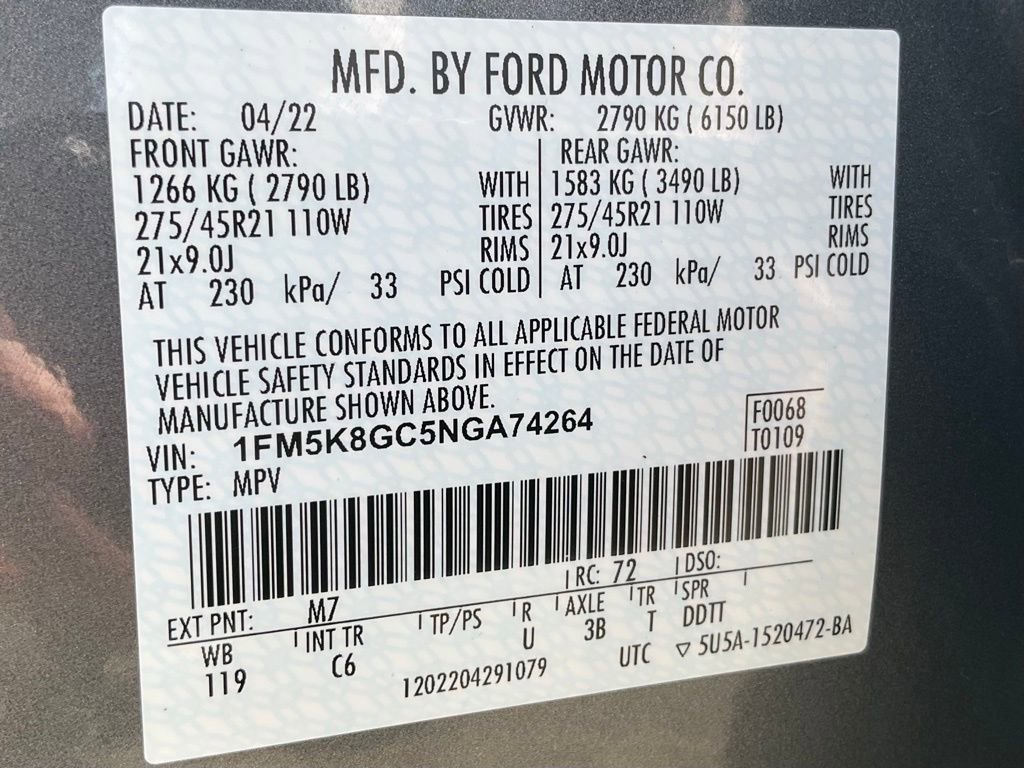 MFD. BY FORD MOTOR CO.
DATE: 04/22 GVWR: 2790 KG ( 6150 LB)
FRONT GAWR: REAR GAWR:
1266 KG ( 2790 LB) WITH 1583 KG ( 3490 LB) WITH
275/45R21 110W TIRES 275/45R21 110W TIRES
21x9.0J RIMS 21x9.0J RIMS
AT 230 kPa/ 33 PSI COLD AT 230 kPa/ 33 PSI COLD
THIS VEHICLE CONFORMS TO ALL APPLICABLE FEDERAL MOTOR
VEHICLE SAFETY STANDARDS IN EFFECT ON THE DATE OF
MANUFACTURE SHOWN ABOVE.
VIN: 1FM5K8GC5NGA74264 F0068
TYPE: MPV T0109
EXT PNT: M7 RC: 72 DSO:
WB INT TR TP/PS R AXLE TR SPR
119 C6 U 3B T DDTT
1202204291079 UTC ▽ 5U5A-1520472-BA